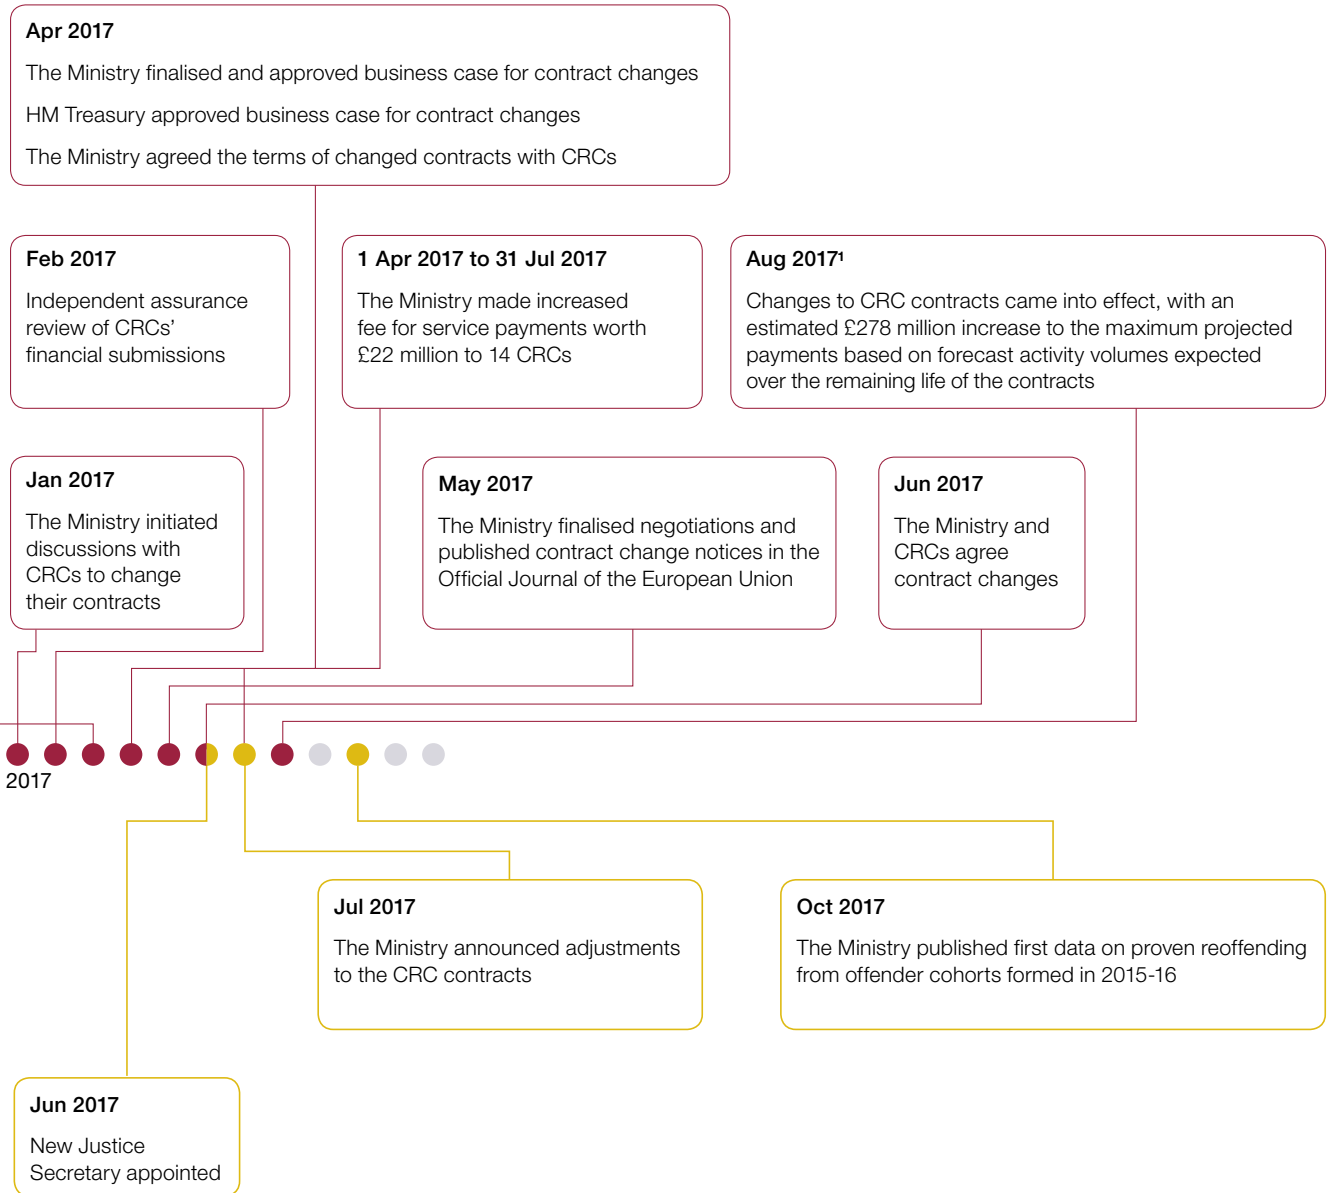 Apr 2017
The Ministry finalised and approved business case for contract changes
HM Treasury approved business case for contract changes
The Ministry agreed the terms of changed contracts with CRCs
Feb 2017
Independent assurance
review of CRCs’
financial submissions
1 Apr 2017 to 31 Jul 2017
The Ministry made increased
fee for service payments worth
£22 million to 14 CRCs
Aug 2017¹
Changes to CRC contracts came into effect, with an
estimated £278 million increase to the maximum projected
payments based on forecast activity volumes expected
over the remaining life of the contracts
Jan 2017
The Ministry initiated
discussions with
CRCs to change
their contracts
May 2017
The Ministry finalised negotiations and
published contract change notices in the
Official Journal of the European Union
Jun 2017
The Ministry and
CRCs agree
contract changes
2017
Jul 2017
The Ministry announced adjustments
to the CRC contracts
Oct 2017
The Ministry published first data on proven reoffending
from offender cohorts formed in 2015-16
Jun 2017
New Justice
Secretary appointed